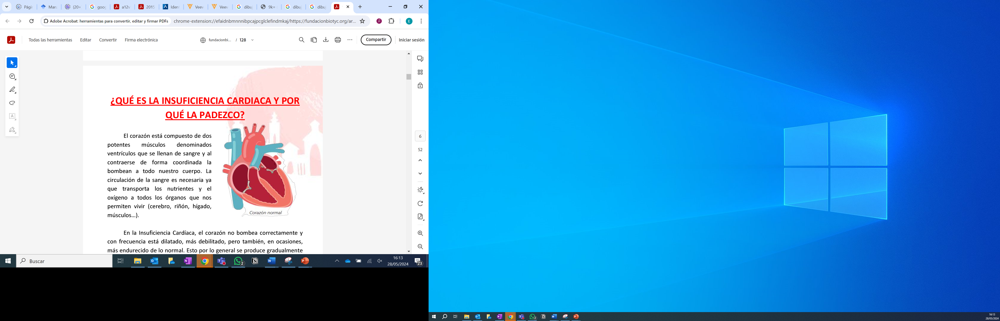 Págin
Man
(20+
goog
a12v
2015
Iden
Veev
Veev
dibu
9k=
dibu
dibu
Adobe Acrobat: herramientas para convertir, editar y firmar PDFs
chrome-extension://efaidnbmnnnibpcajpcglclefindmkaj/https://fundacionbiotyc.org/ar...
E
Todas las herramientas
Editar
Convertir
Firma electrónica
fundacionbi...
/ 128
Compartir
Iniciar sesión
¿QUÉ ES LA INSUFICIENCIA CARDIACA Y POR
QUÉ LA PADEZCO?
El corazón está compuesto de dos
potentes músculos denominados
ventrículos que se llenan de sangre y al
contraerse de forma coordinada la
bombean a todo nuestro cuerpo. La
circulación de la sangre es necesaria ya
que transporta los nutrientes y el
oxígeno a todos los órganos que nos
permiten vivir (cerebro, riñón, hígado,
músculos...).
Corazón normal
En la Insuficiencia Cardíaca, el corazón no bombea correctamente y
con frecuencia está dilatado, más debilitado, pero también, en ocasiones,
más endurecido de lo normal. Esto por lo general se produce gradualmente
6
52
Buscar
2
16:13
28/05/2024
23
2
16:13
28/05/2024